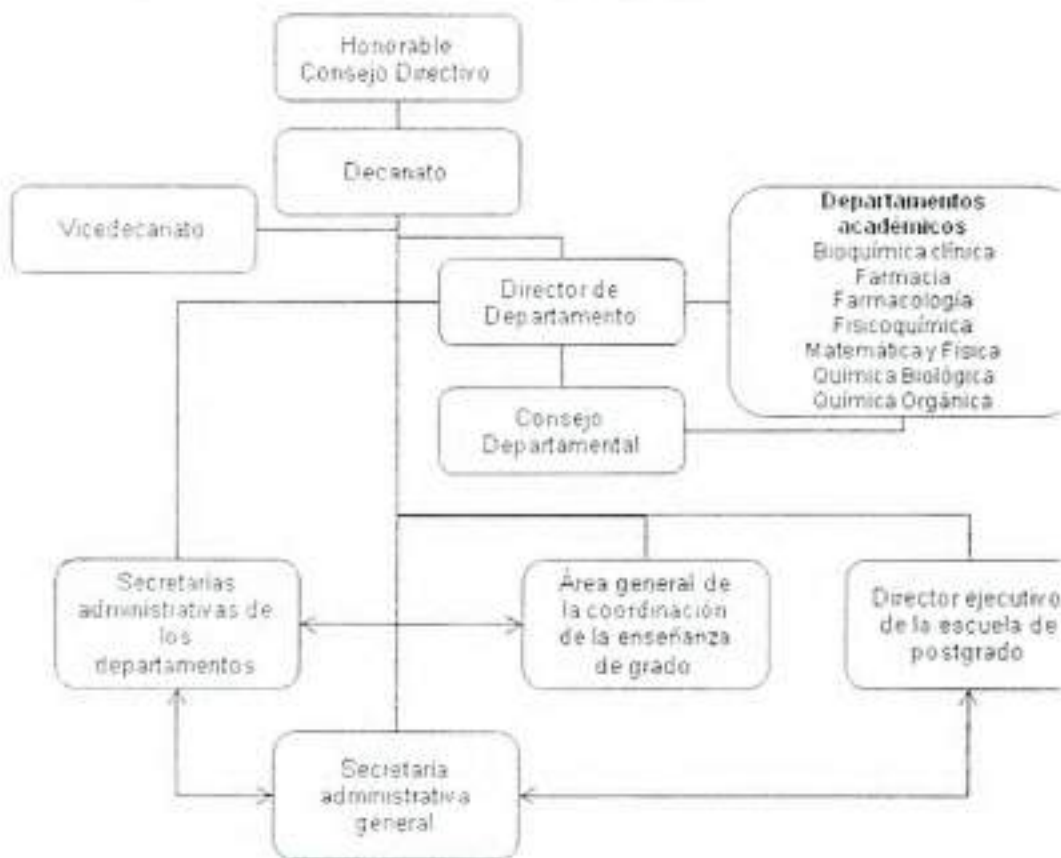 Honorable
Consejo Directivo
Decanato
Vicedecanato
Departamentos
académicos
Bioquímica clínica
Farmacia
Farmacología
Fisicoquímica
Matemática y Física
Química Biológica
Química Orgánica
Director de
Departamento
Consejo
Departamental
Secretarías
administrativas de
los
departamentos
Área general de
la coordinación
de la enseñanza
de grado
Director ejecutivo
de la escuela de
postgrado
Secretaría
administrativa
general